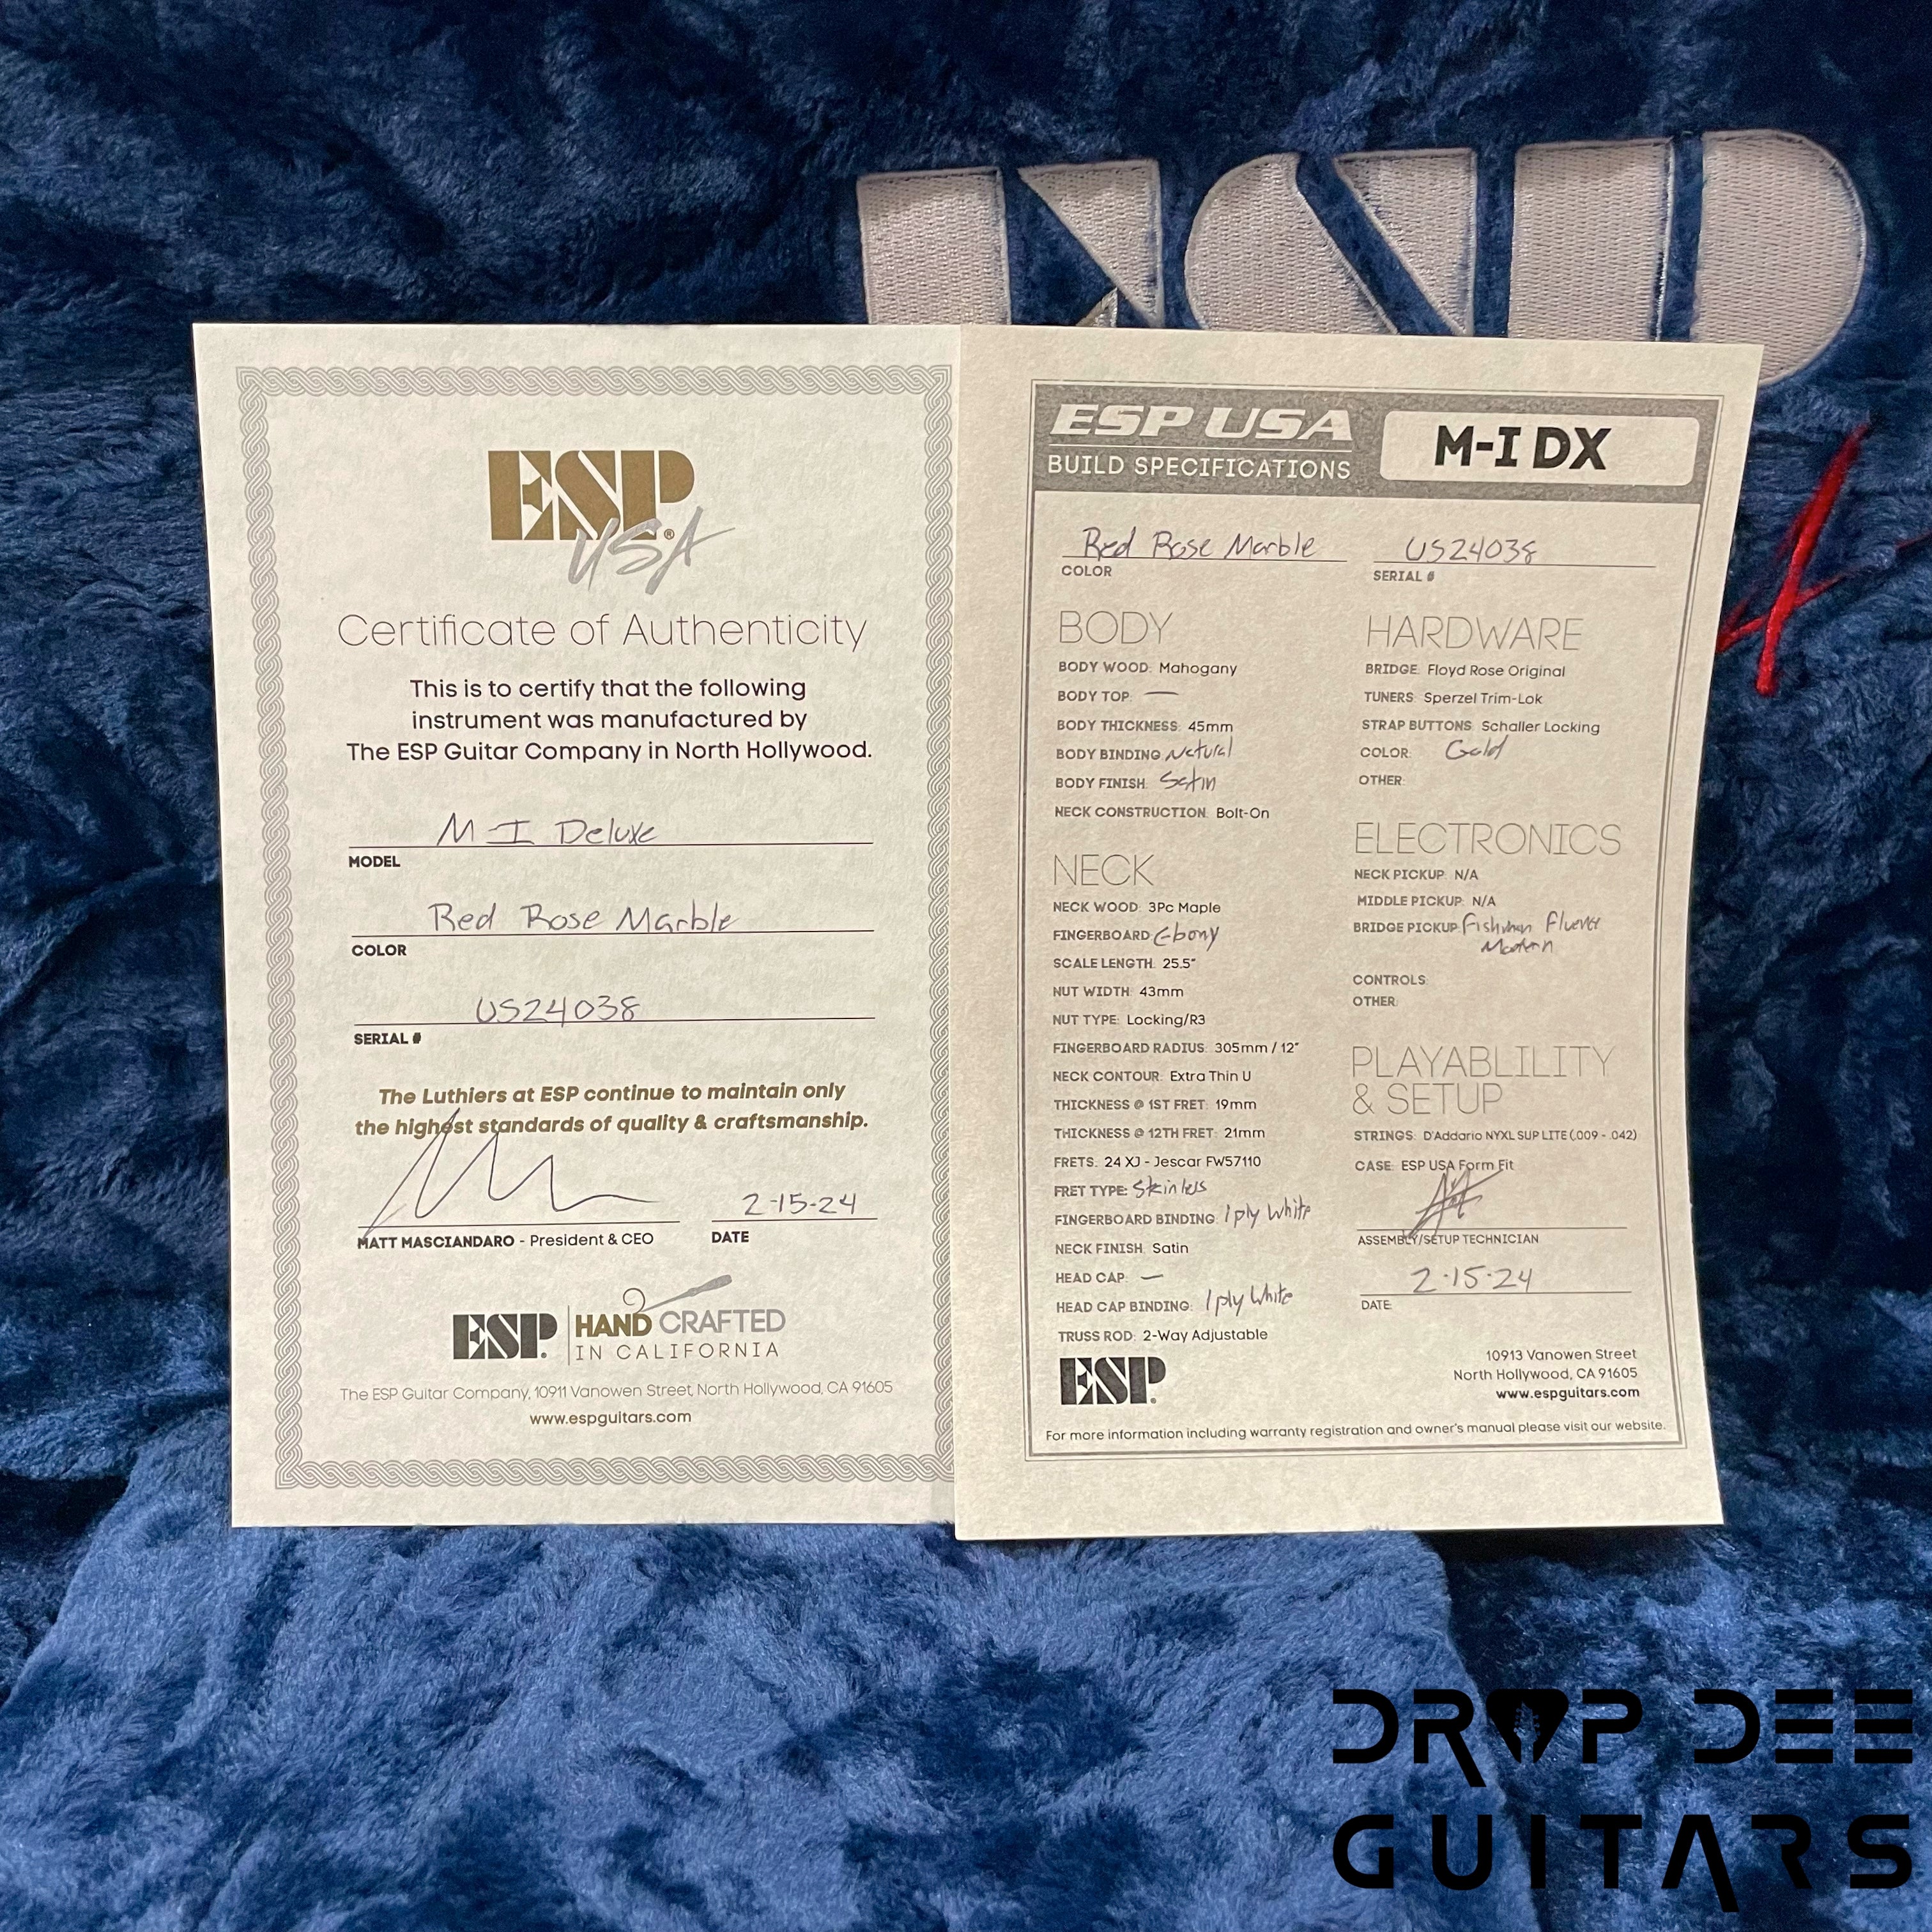 ESP
ESP®
USA
Certificate of Authenticity
This is to certify that the following
instrument was manufactured by
The ESP Guitar Company in North Hollywood.
M-I Deluxe
MODEL
Red Rose Marble
COLOR
US24038
SERIAL #
The Luthiers at ESP continue to maintain only
the highest standards of quality & craftsmanship.
2-15-24
MATT MASCIANDARO - President & CEO
DATE
ESP.
HAND CRAFTED
IN CALIFORNIA
The ESP Guitar Company, 10911 Vanowen Street, North Hollywood, CA 91605
www.espguitars.com
ESP USA
BUILD SPECIFICATIONS
M-I DX
Red Rose Marble
COLOR
US24038
SERIAL #
BODY
BODY WOOD: Mahogany
BODY TOP: —
BODY THICKNESS: 45mm
BODY BINDING: Natural
BODY FINISH: Satin
NECK CONSTRUCTION: Bolt-On
NECK
NECK WOOD: 3Pc Maple
FINGERBOARD: Ebony
SCALE LENGTH: 25.5"
NUT WIDTH: 43mm
NUT TYPE: Locking/R3
FINGERBOARD RADIUS: 305mm / 12"
NECK CONTOUR: Extra Thin U
THICKNESS @ 1ST FRET: 19mm
THICKNESS @ 12TH FRET: 21mm
FRETS: 24 XJ - Jescar FW57110
FRET TYPE: Stainless
FINGERBOARD BINDING: 1 ply White
NECK FINISH: Satin
HEAD CAP: —
HEAD CAP BINDING: 1 ply White
TRUSS ROD: 2-Way Adjustable
HARDWARE
BRIDGE: Floyd Rose Original
TUNERS: Sperzel Trim-Lok
STRAP BUTTONS: Schaller Locking
COLOR: Gold
OTHER:
ELECTRONICS
NECK PICKUP: N/A
MIDDLE PICKUP: N/A
BRIDGE PICKUP: Fishman Fluence
Modern
CONTROLS:
OTHER:
PLAYABLILITY
& SETUP
STRINGS: D'Addario NYXL SUP LITE (.009 - .042)
CASE: ESP USA Form Fit
ASSEMBLY/SETUP TECHNICIAN
2-15-24
DATE:
ESP.
10913 Vanowen Street
North Hollywood, CA 91605
www.espguitars.com
For more information including warranty registration and owner's manual please visit our website.
DROP DEE
GUITARS